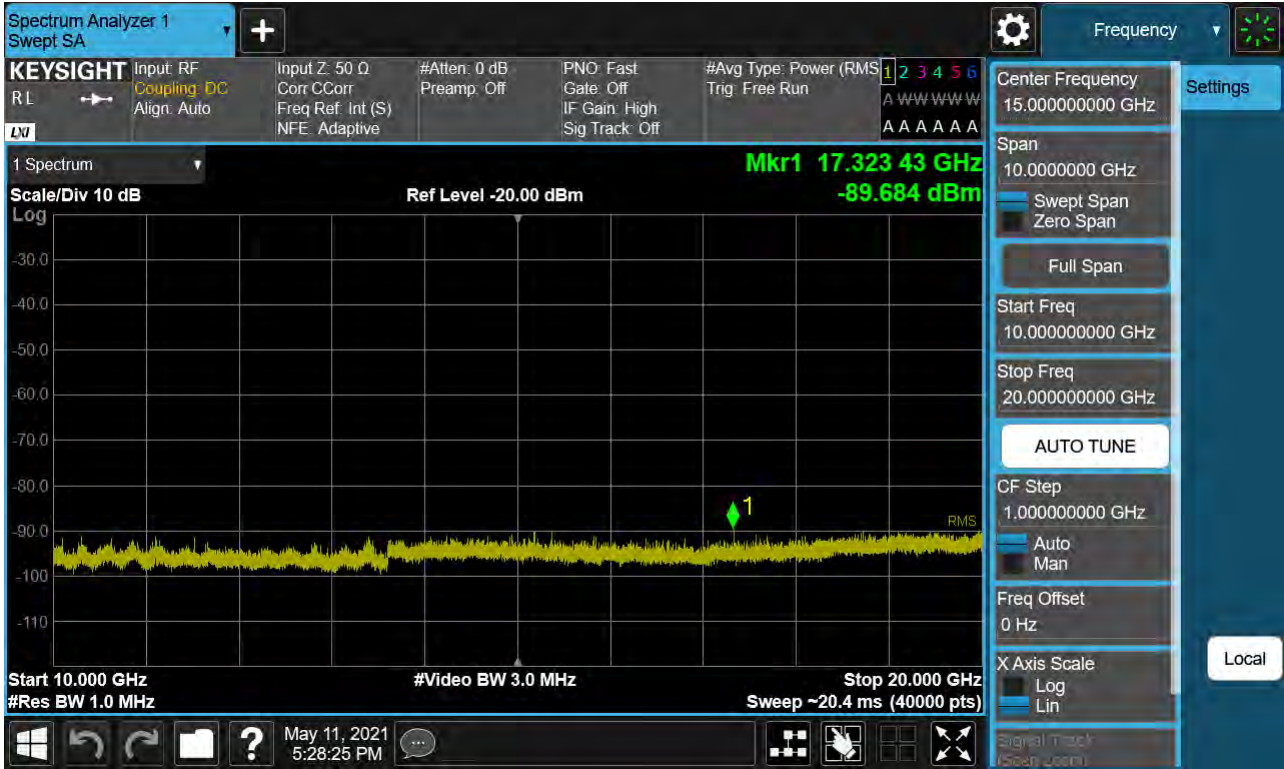 Spectrum Analyzer 1
Swept SA
Frequency
KEYSIGHT
RL
LXI
Input: RF
Coupling: DC
Align: Auto
Input Z: 50 Ω
Corr CCorr
Freq Ref: Int (S)
NFE: Adaptive
#Atten: 0 dB
Preamp: Off
PNO: Fast
Gate: Off
IF Gain: High
Sig Track: Off
#Avg Type: Power (RMS
Trig: Free Run
1 2 3 4 5 6
A W W W W W
A A A A A A
1 Spectrum
Mkr1 17.323 43 GHz
Scale/Div 10 dB
Ref Level -20.00 dBm
-89.684 dBm
Log
-30.0
-40.0
-50.0
-60.0
-70.0
-80.0
1
-90.0
RMS
-100
-110
Start 10.000 GHz
#Video BW 3.0 MHz
Stop 20.000 GHz
#Res BW 1.0 MHz
Sweep ~20.4 ms (40000 pts)
Center Frequency
15.000000000 GHz
Settings
Span
10.0000000 GHz
Swept Span
Zero Span
Full Span
Start Freq
10.000000000 GHz
Stop Freq
20.000000000 GHz
AUTO TUNE
CF Step
1.000000000 GHz
Auto
Man
Freq Offset
0 Hz
X Axis Scale
Log
Lin
Local
Signal Track
(Span Zoom)
?
May 11, 2021
5:28:25 PM